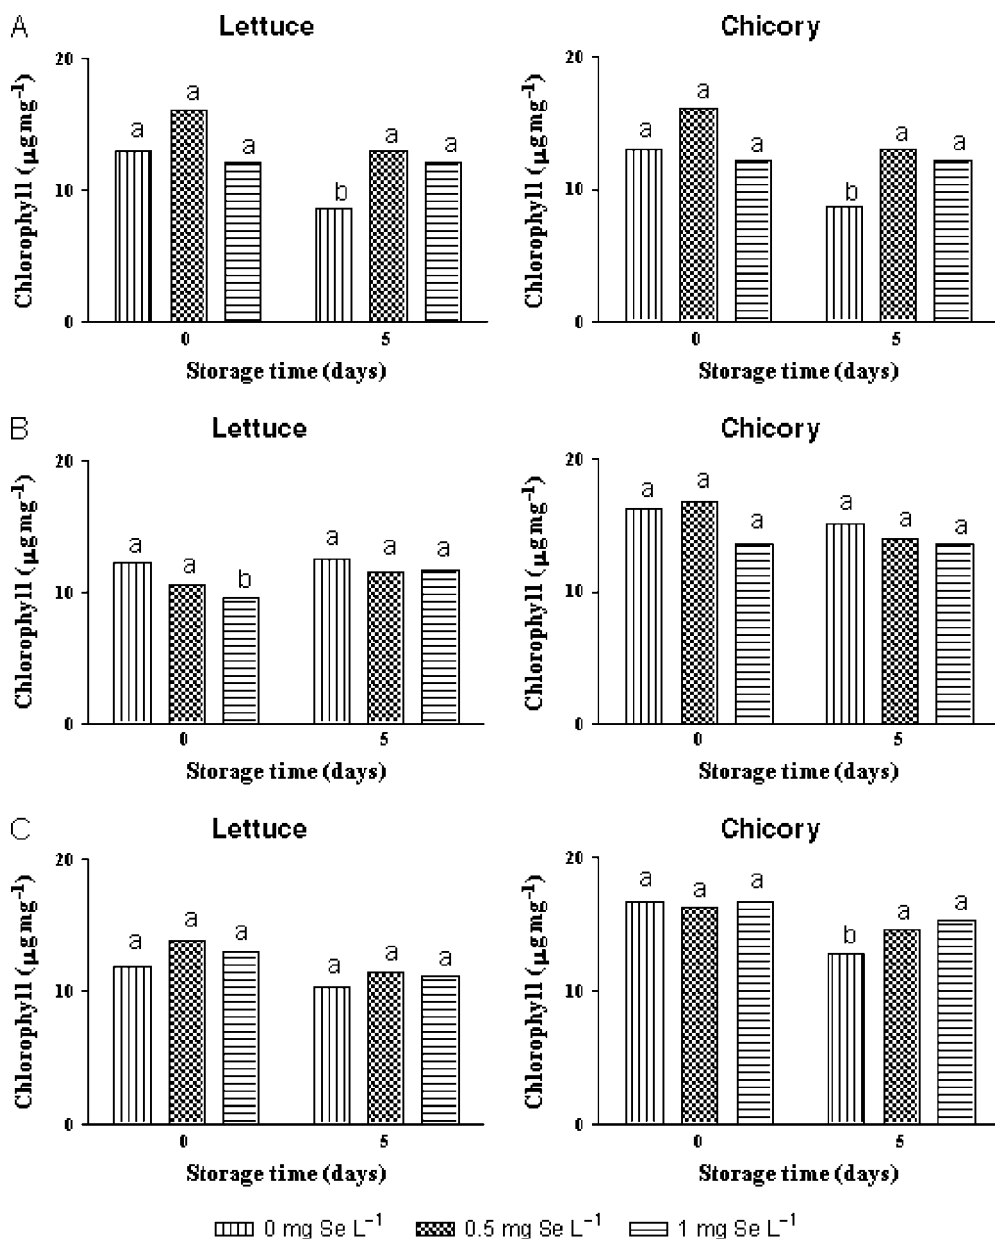 A
Lettuce
Chicory
Chlorophyll (μg mg⁻¹)
20
10
0
a
a
a
b
a
a
0
5
Storage time (days)
Chlorophyll (μg mg⁻¹)
20
10
0
a
a
a
b
a
a
0
5
Storage time (days)
B
Lettuce
Chicory
Chlorophyll (μg mg⁻¹)
20
10
0
a
a
b
a
a
a
0
5
Storage time (days)
Chlorophyll (μg mg⁻¹)
20
10
0
a
a
a
a
a
a
0
5
Storage time (days)
C
Lettuce
Chicory
Chlorophyll (μg mg⁻¹)
20
10
0
a
a
a
a
a
a
0
5
Storage time (days)
Chlorophyll (μg mg⁻¹)
20
10
0
a
a
a
b
a
a
0
5
Storage time (days)
0 mg Se L⁻¹ 0.5 mg Se L⁻¹ 1 mg Se L⁻¹